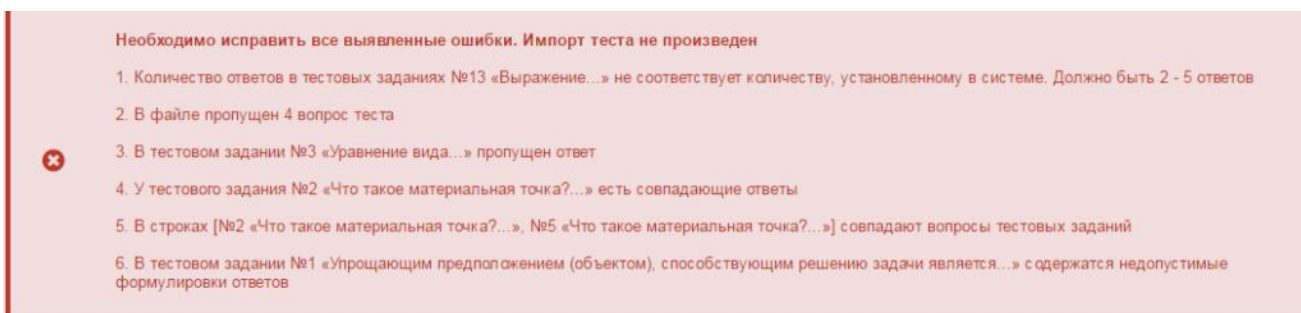 Необходимо исправить все выявленные ошибки. Импорт теста не произведен
1. Количество ответов в тестовых заданиях №13 «Выражение...» не соответствует количеству, установленному в системе. Должно быть 2 - 5 ответов
2. В файле пропущен 4 вопрос теста
3. В тестовом задании №3 «Уравнение вида...» пропущен ответ
4. У тестового задания №2 «Что такое материальная точка?...» есть совпадающие ответы
5. В строках [№2 «Что такое материальная точка?...», №5 «Что такое материальная точка?...»] совпадают вопросы тестовых заданий
6. В тестовом задании №1 «Упрощающим предположением (объектом), способствующим решению задачи является...» содержатся недопустимые
формулировки ответов